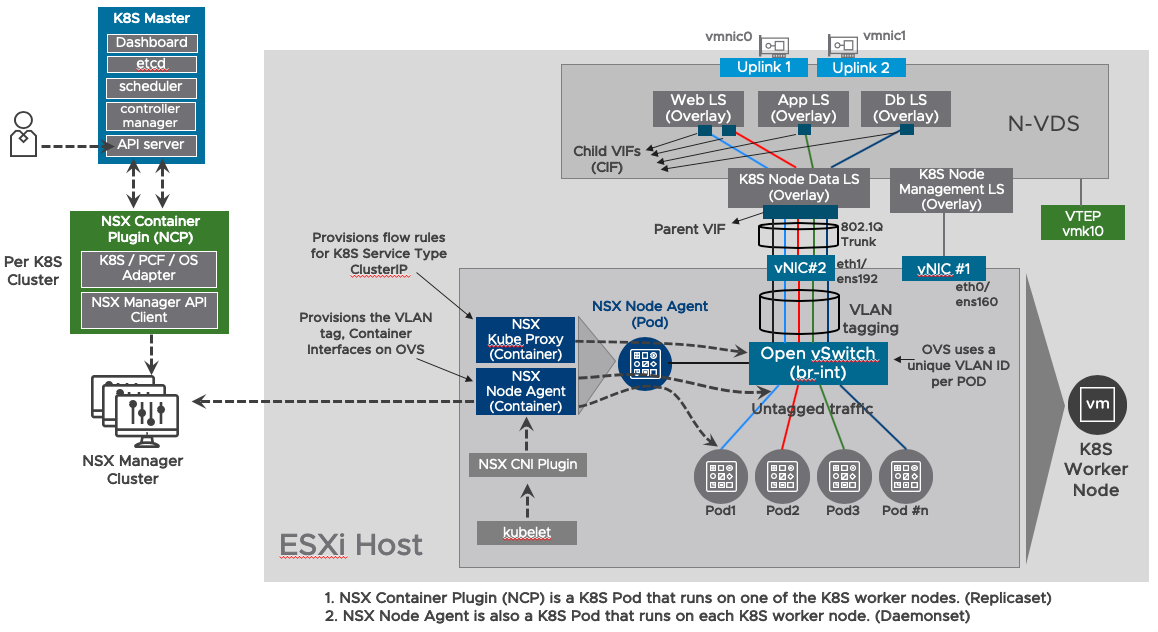 K8S Master
Dashboard
etcd
scheduler
controller
manager
API server
NSX Container
Plugin (NCP)
K8S / PCF / OS
Adapter
NSX Manager API
Client
Per K8S
Cluster
NSX Manager
Cluster
vmnic0
vmnic1
Uplink 1
Uplink 2
Web LS
(Overlay)
App LS
(Overlay)
Db LS
(Overlay)
N-VDS
Child VIFs
(CIF)
K8S Node Data LS
(Overlay)
K8S Node
Management LS
(Overlay)
Parent VIF
802.1Q
Trunk
VTEP
vmk10
vNIC#2
eth1/
ens192
vNIC #1
eth0/
ens160
Provisions flow rules
for K8S Service Type
ClusterIP
Provisions the VLAN
tag, Container
Interfaces on OVS
NSX
Kube Proxy
(Container)
NSX
Node Agent
(Container)
NSX Node Agent
(Pod)
VLAN
tagging
Open vSwitch
(br-int)
OVS uses a
unique VLAN ID
per POD
Untagged traffic
NSX CNI Plugin
kubelet
Pod1
Pod2
Pod3
Pod #n
vm
K8S
Worker
Node
ESXi Host
1. NSX Container Plugin (NCP) is a K8S Pod that runs on one of the K8S worker nodes. (Replicaset)
2. NSX Node Agent is also a K8S Pod that runs on each K8S worker node. (Daemonset)